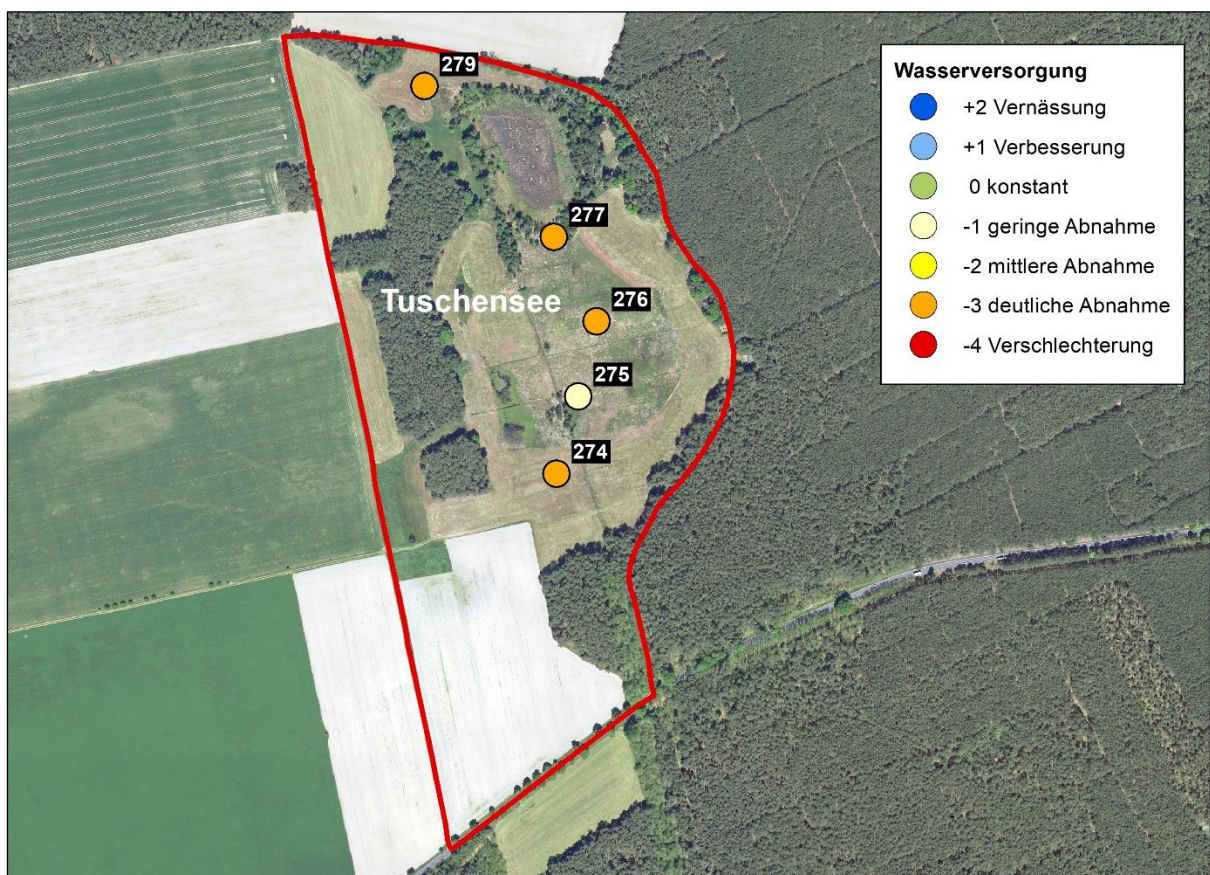 Wasserversorgung
+2 Vernässung
+1 Verbesserung
0 konstant
-1 geringe Abnahme
-2 mittlere Abnahme
-3 deutliche Abnahme
-4 Verschlechterung
279
277
276
Tuschensee
275
274